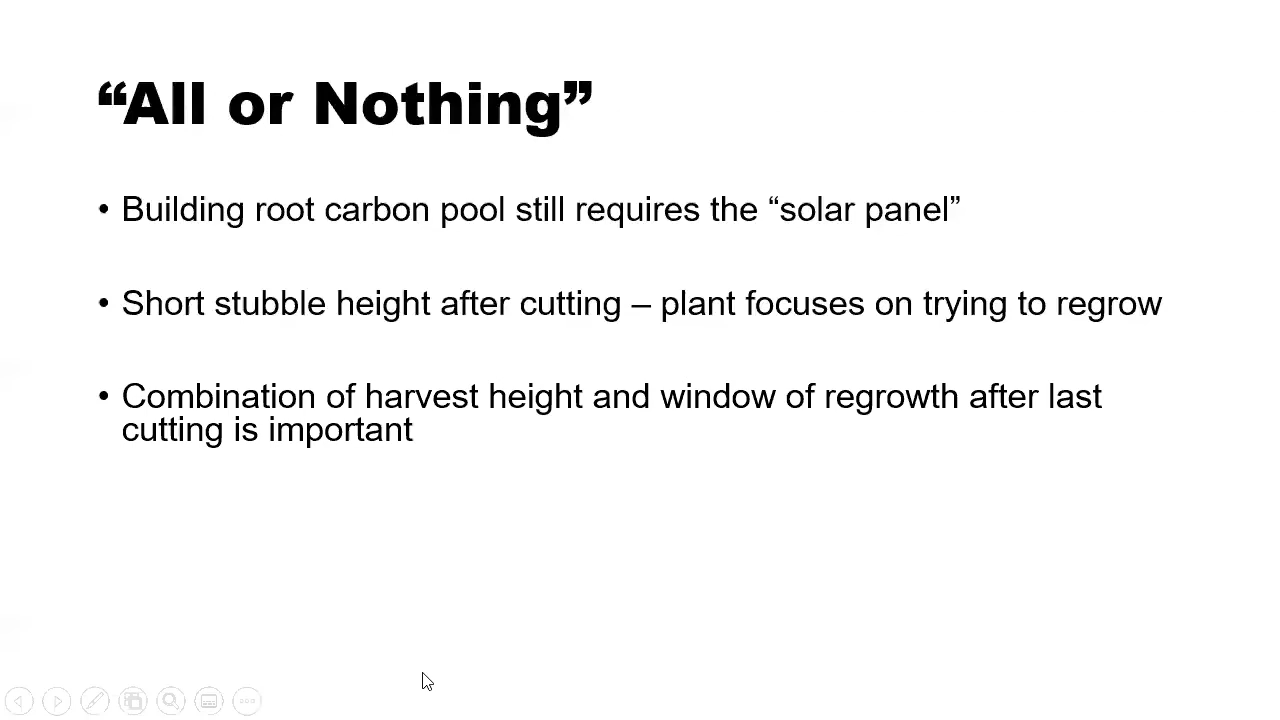 “All or Nothing”
• Building root carbon pool still requires the “solar panel”
• Short stubble height after cutting – plant focuses on trying to regrow
• Combination of harvest height and window of regrowth after last
cutting is important